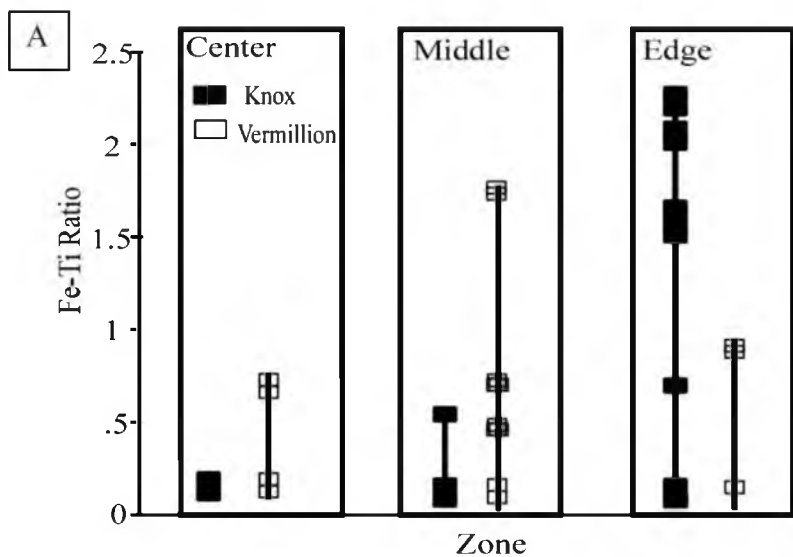 A
Center
Middle
Edge
Knox
Vermillion
2.5
2
1.5
1
.5
0
Fe-Ti Ratio
Zone